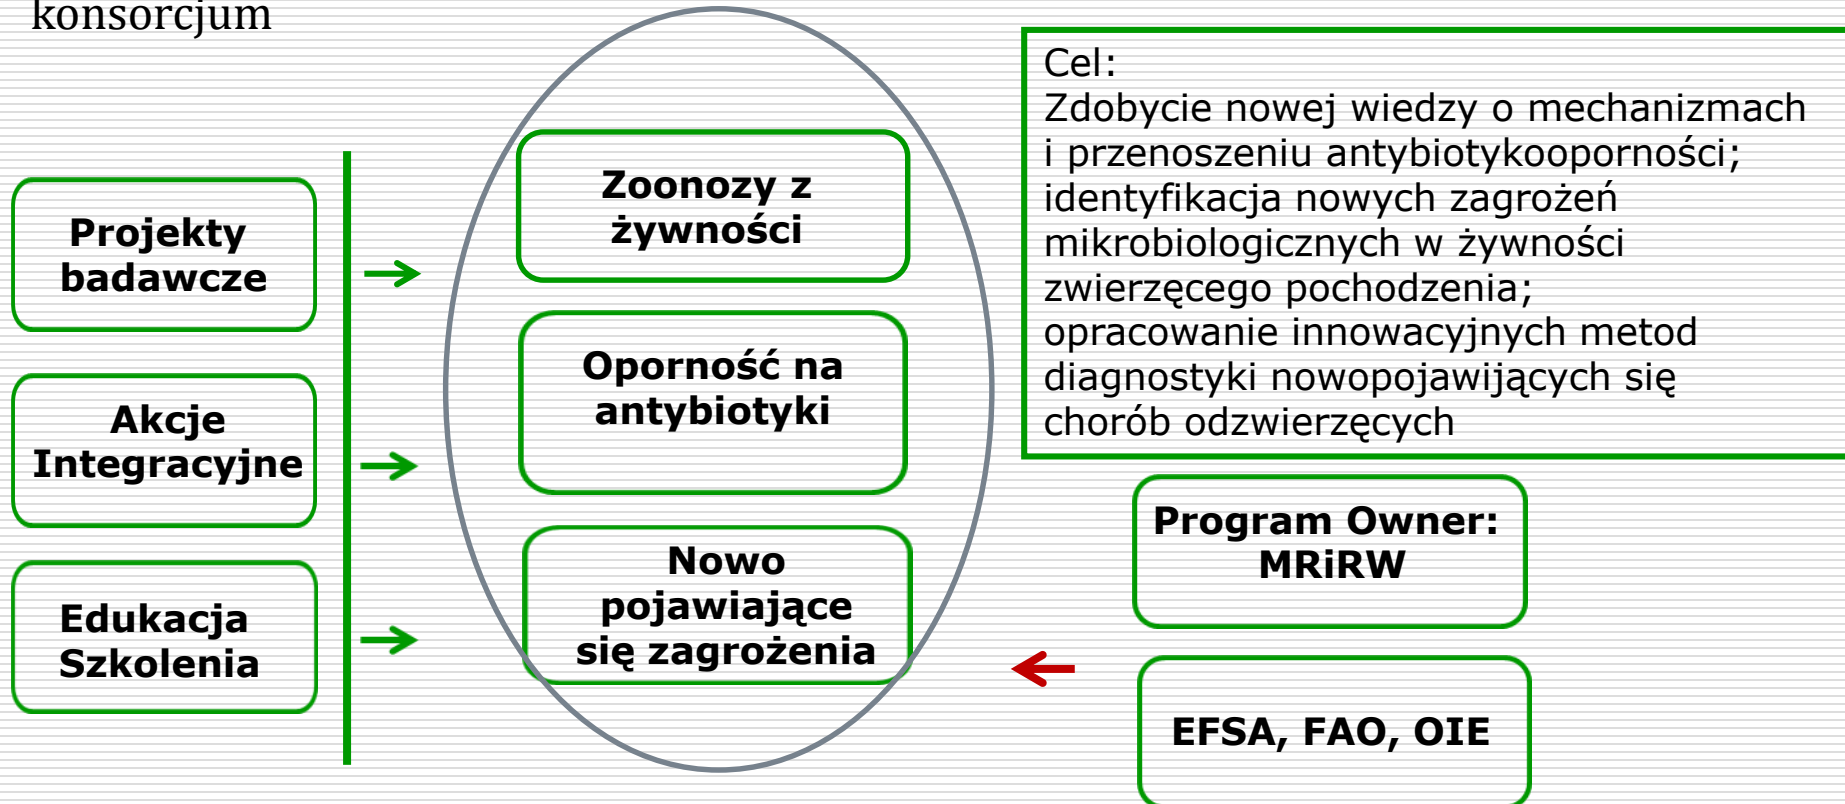 konsorcjum
Projekty
badawcze
Akcje
Integracyjne
Edukacja
Szkolenia
Zoonozy z
żywności
Oporność na
antybiotyki
Nowo
pojawiające
się zagrożenia
Cel:
Zdobycie nowej wiedzy o mechanizmach
i przenoszeniu antybiotykooporności;
identyfikacja nowych zagrożeń
mikrobiologicznych w żywności
zwierzęcego pochodzenia;
opracowanie innowacyjnych metod
diagnostyki nowopojawijących się
chorób odzwierzęcych
Program Owner:
MRiRW
EFSA, FAO, OIE